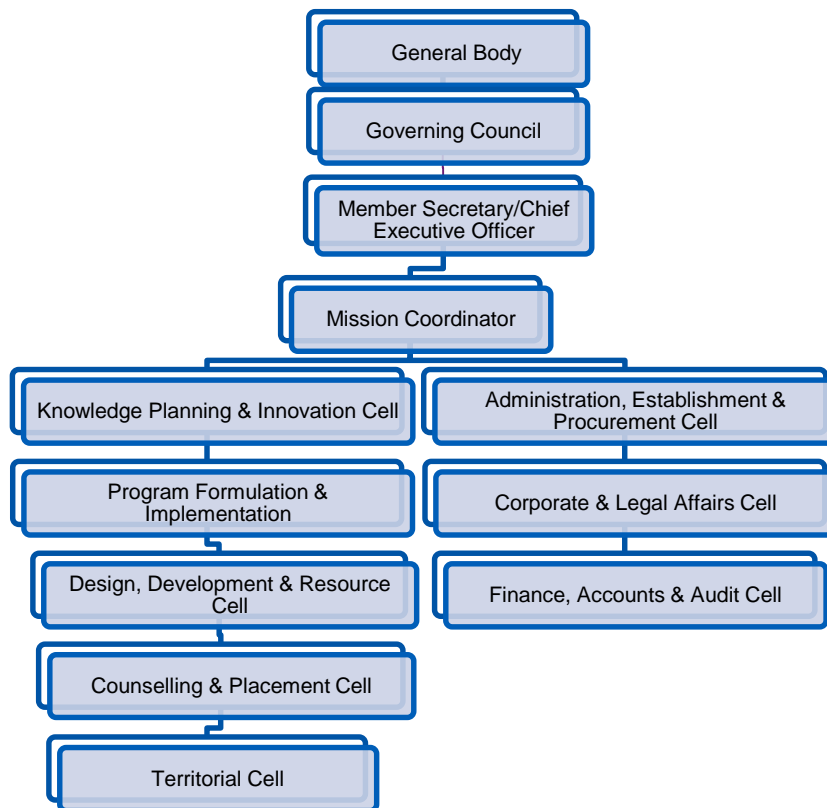 General Body
Governing Council
Member Secretary/Chief
Executive Officer
Mission Coordinator
Knowledge Planning & Innovation Cell
Program Formulation &
Implementation
Design, Development & Resource
Cell
Counselling & Placement Cell
Territorial Cell
Administration, Establishment &
Procurement Cell
Corporate & Legal Affairs Cell
Finance, Accounts & Audit Cell